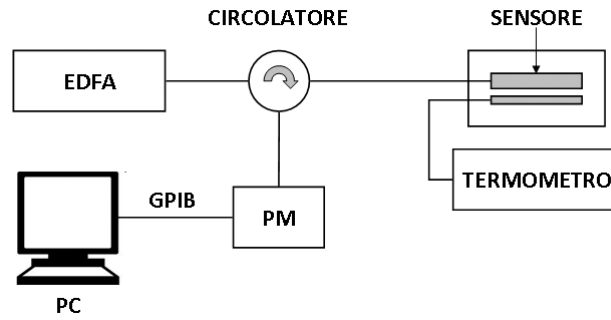 CIRCOLATORE
SENSORE
EDFA
TERMOMETRO
GPIB
PM
PC